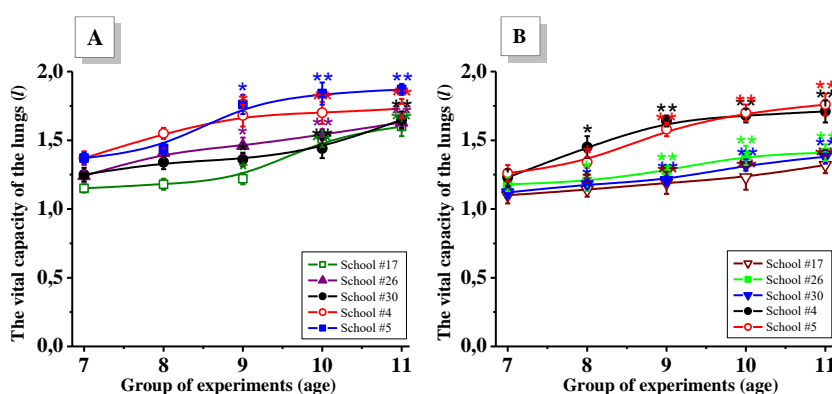 A
The vital capacity of the lungs (l)
2,0
1,5
1,0
0,5
0,0
* ** **
** **
* ** **
* ** **
* ** **
School #17
School #26
School #30
School #4
School #5
7 8 9 10 11
Group of experiments (age)
B
The vital capacity of the lungs (l)
2,0
1,5
1,0
0,5
0,0
* ** ** **
** ** **
* ** ** **
* ** ** **
* ** ** **
School #17
School #26
School #30
School #4
School #5
7 8 9 10 11
Group of experiments (age)